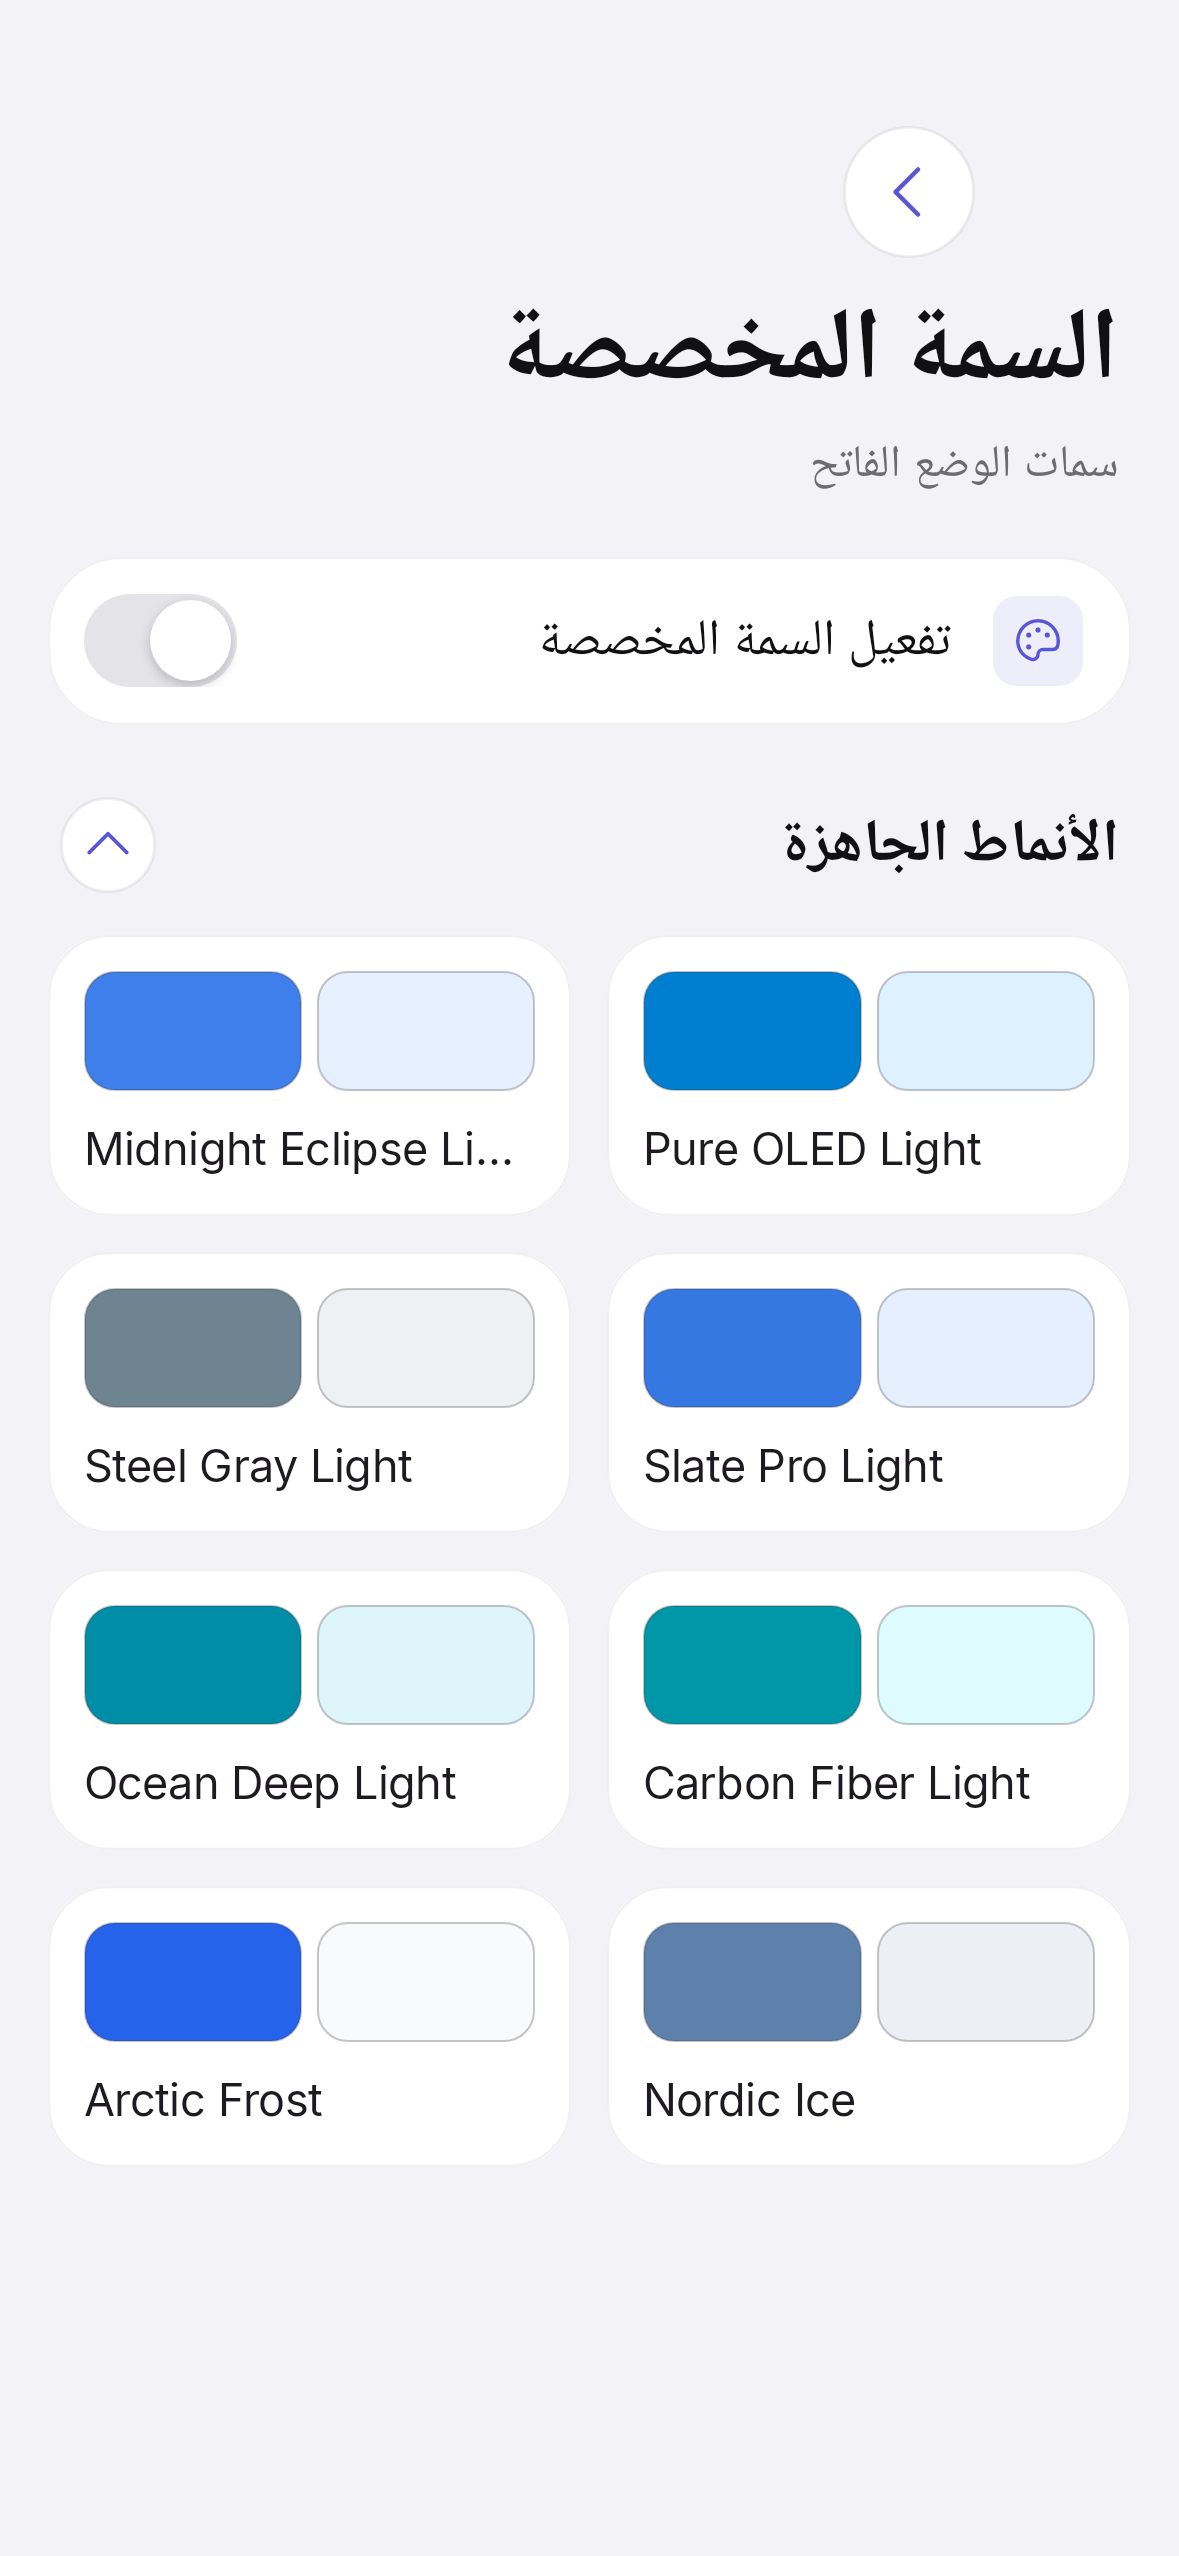 السمة المخصصة
سمات الوضع الفاتح
تفعيل السمة المخصصة
الأنماط الجاهزة
Midnight Eclipse Li...
Pure OLED Light
Steel Gray Light
Slate Pro Light
Ocean Deep Light
Carbon Fiber Light
Arctic Frost
Nordic Ice